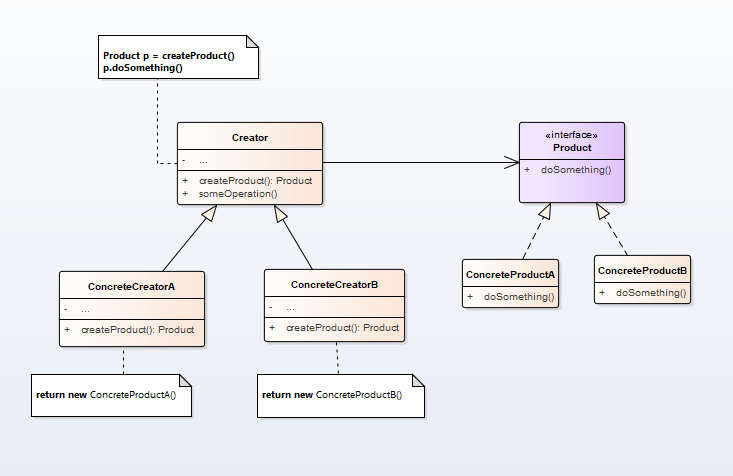 Product p = createProduct()
p.doSomething()
Creator
- ...
+ createProduct(): Product
+ someOperation()
«interface»
Product
+ doSomething()
ConcreteCreatorA
- ...
+ createProduct(): Product
ConcreteCreatorB
- ...
+ createProduct(): Product
ConcreteProductA
+ doSomething()
ConcreteProductB
+ doSomething()
return new ConcreteProductA()
return new ConcreteProductB()